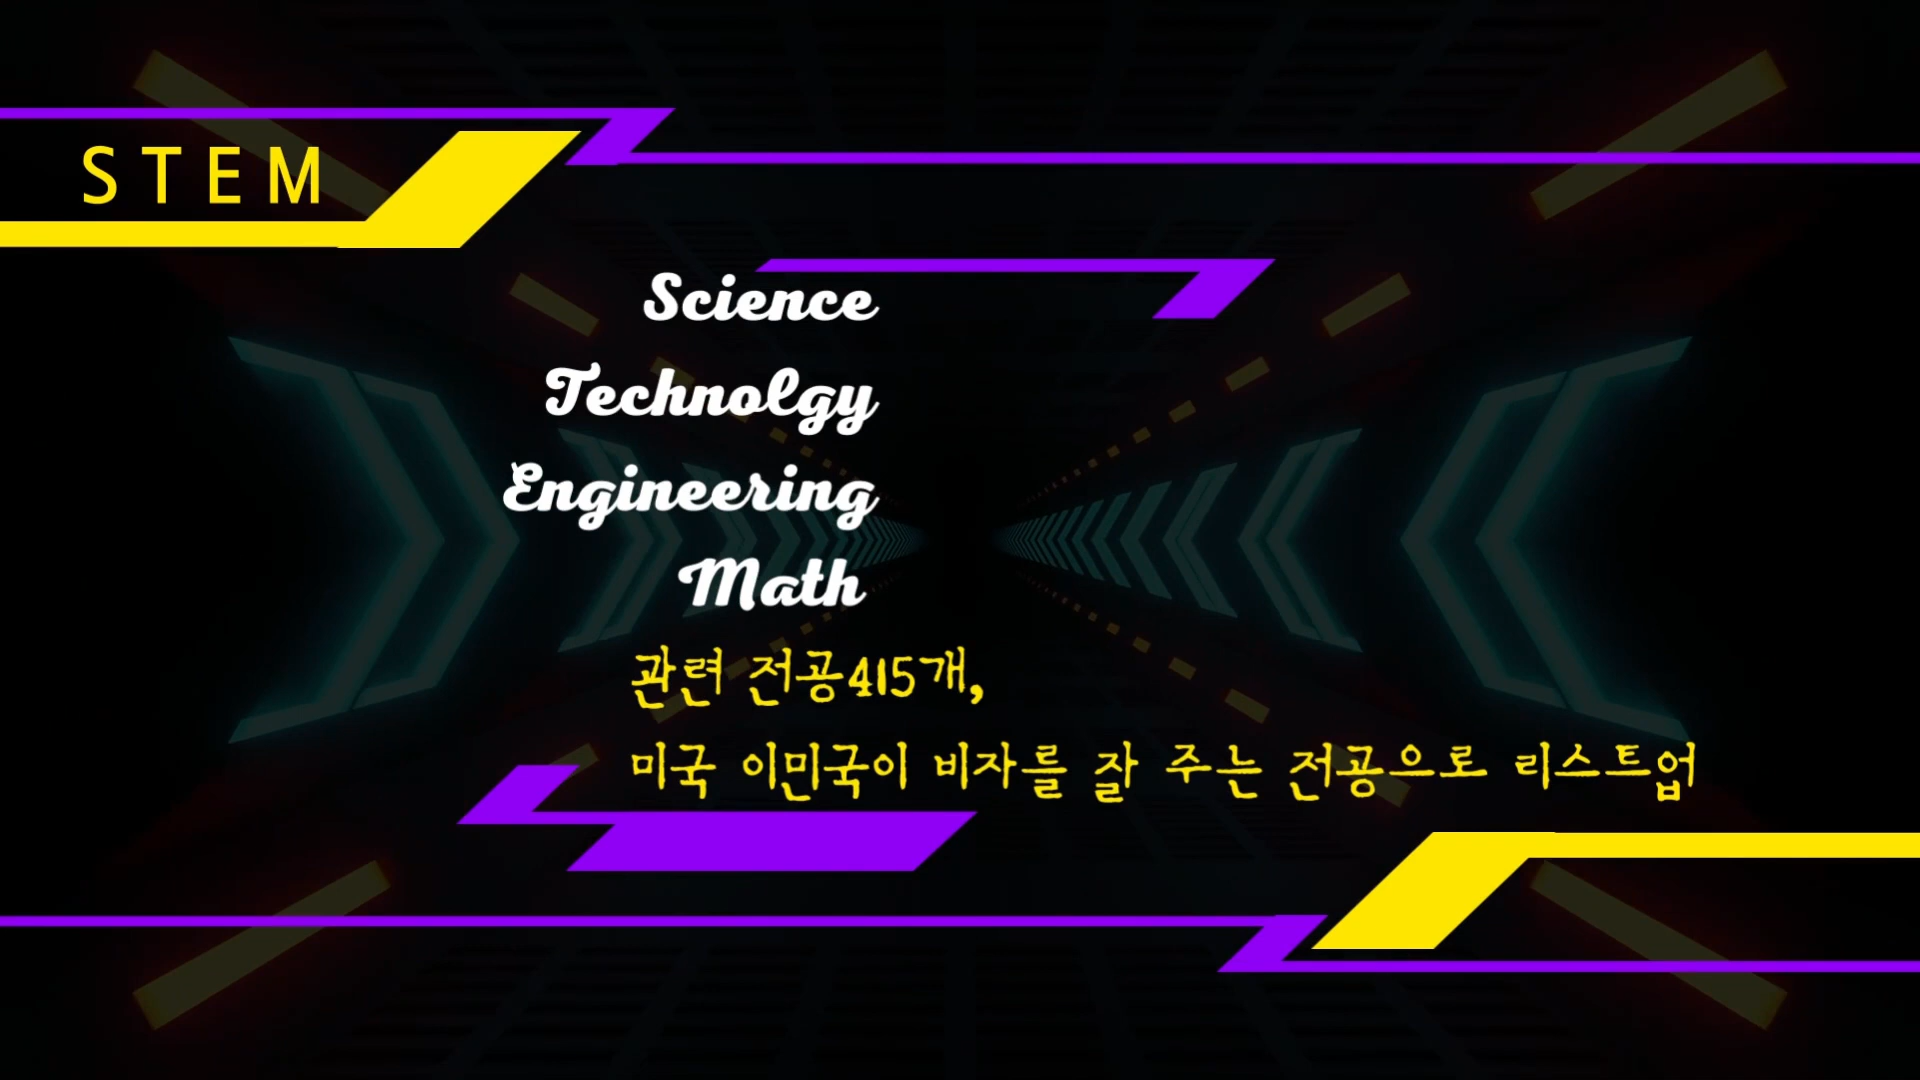 STEM
Science
Technolgy
Engineering
Math
관련 전공415개,
미국 이민국이 비자를 잘 주는 전공으로 리스트업